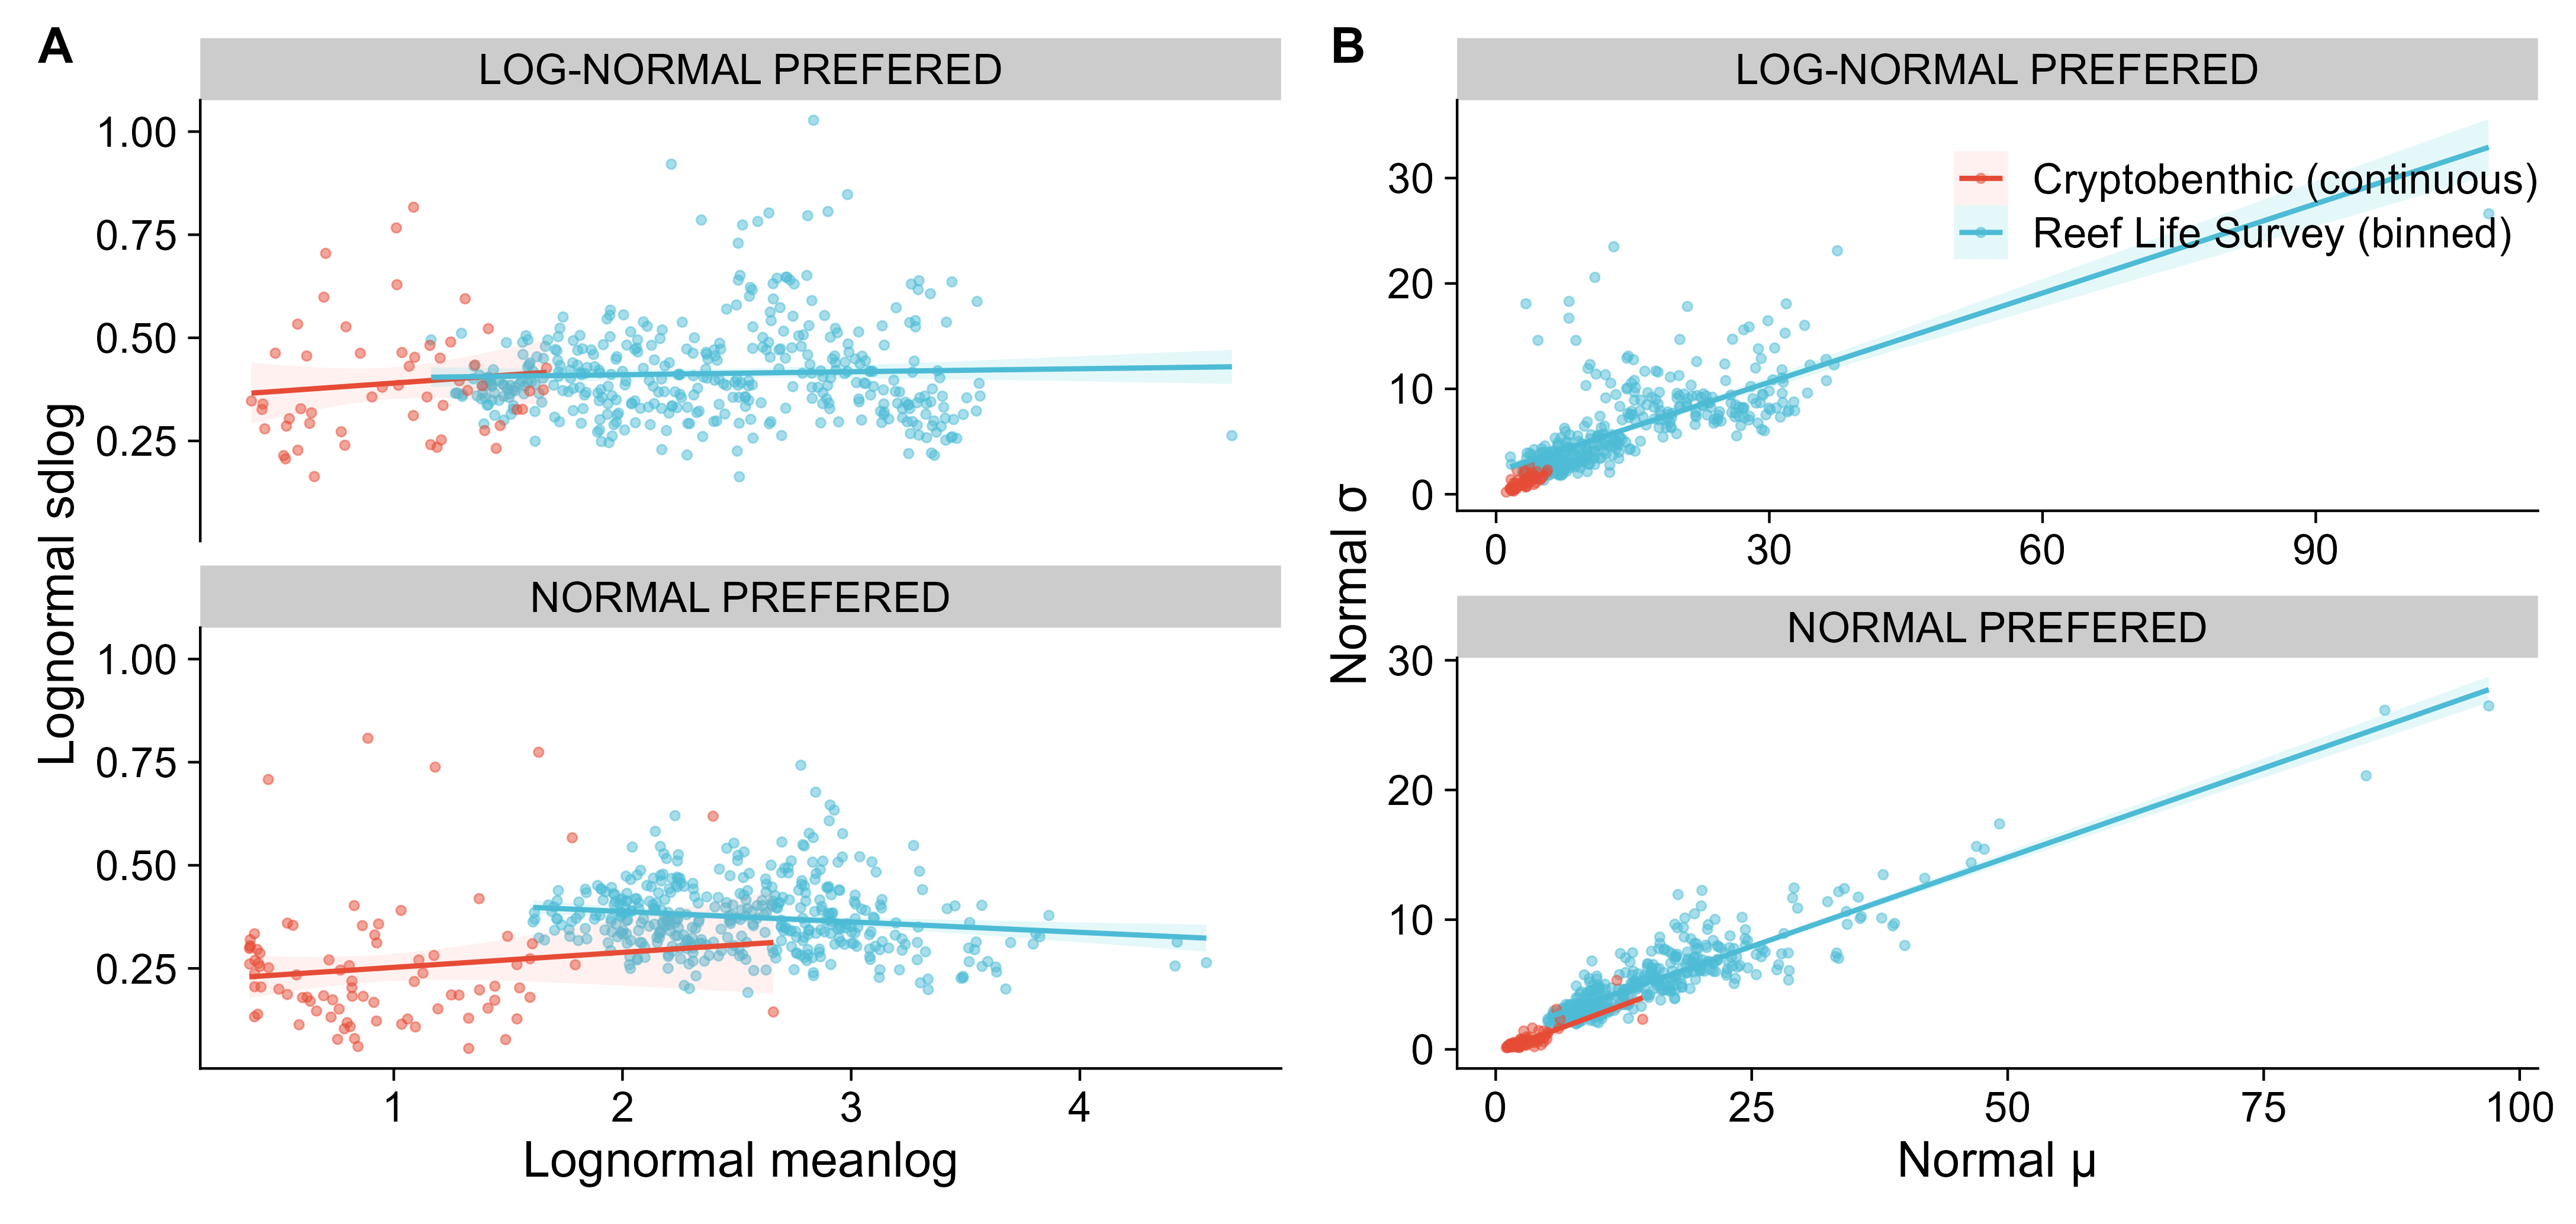 A
LOG-NORMAL PREFERED
1.00
0.75
0.50
0.25
NORMAL PREFERED
1.00
0.75
0.50
0.25
1 2 3 4
Lognormal meanlog
Lognormal sdlog
B
LOG-NORMAL PREFERED
30
20
10
0
Cryptobenthic (continuous)
Reef Life Survey (binned)
0 30 60 90
NORMAL PREFERED
30
20
10
0
0 25 50 75 100
Normal μ
Normal σ